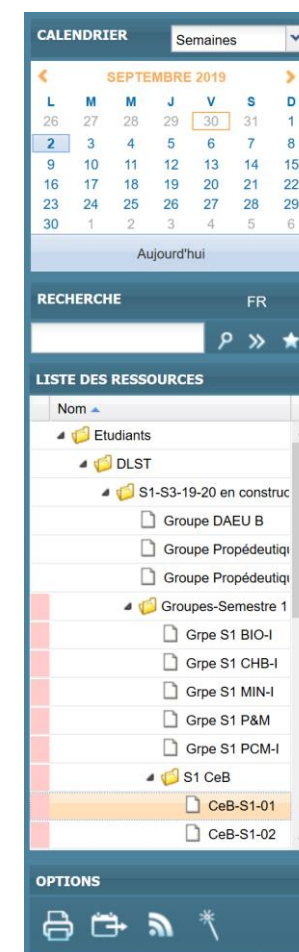 CALENDRIER Semaines
SEPTEMBRE 2019
L M M J V S D
26 27 28 29 30 31 1
2 3 4 5 6 7 8
9 10 11 12 13 14 15
16 17 18 19 20 21 22
23 24 25 26 27 28 29
30 1 2 3 4 5 6
Aujourd'hui
RECHERCHE FR
LISTE DES RESSOURCES
Nom
Etudiants
DLST
S1-S3-19-20 en construc
Groupe DAEU B
Groupe Propédeutiqu
Groupe Propédeutiqu
Groupes-Semestre 1
Grpe S1 BIO-I
Grpe S1 CHB-I
Grpe S1 MIN-I
Grpe S1 P&M
Grpe S1 PCM-I
S1 CeB
CeB-S1-01
CeB-S1-02
OPTIONS